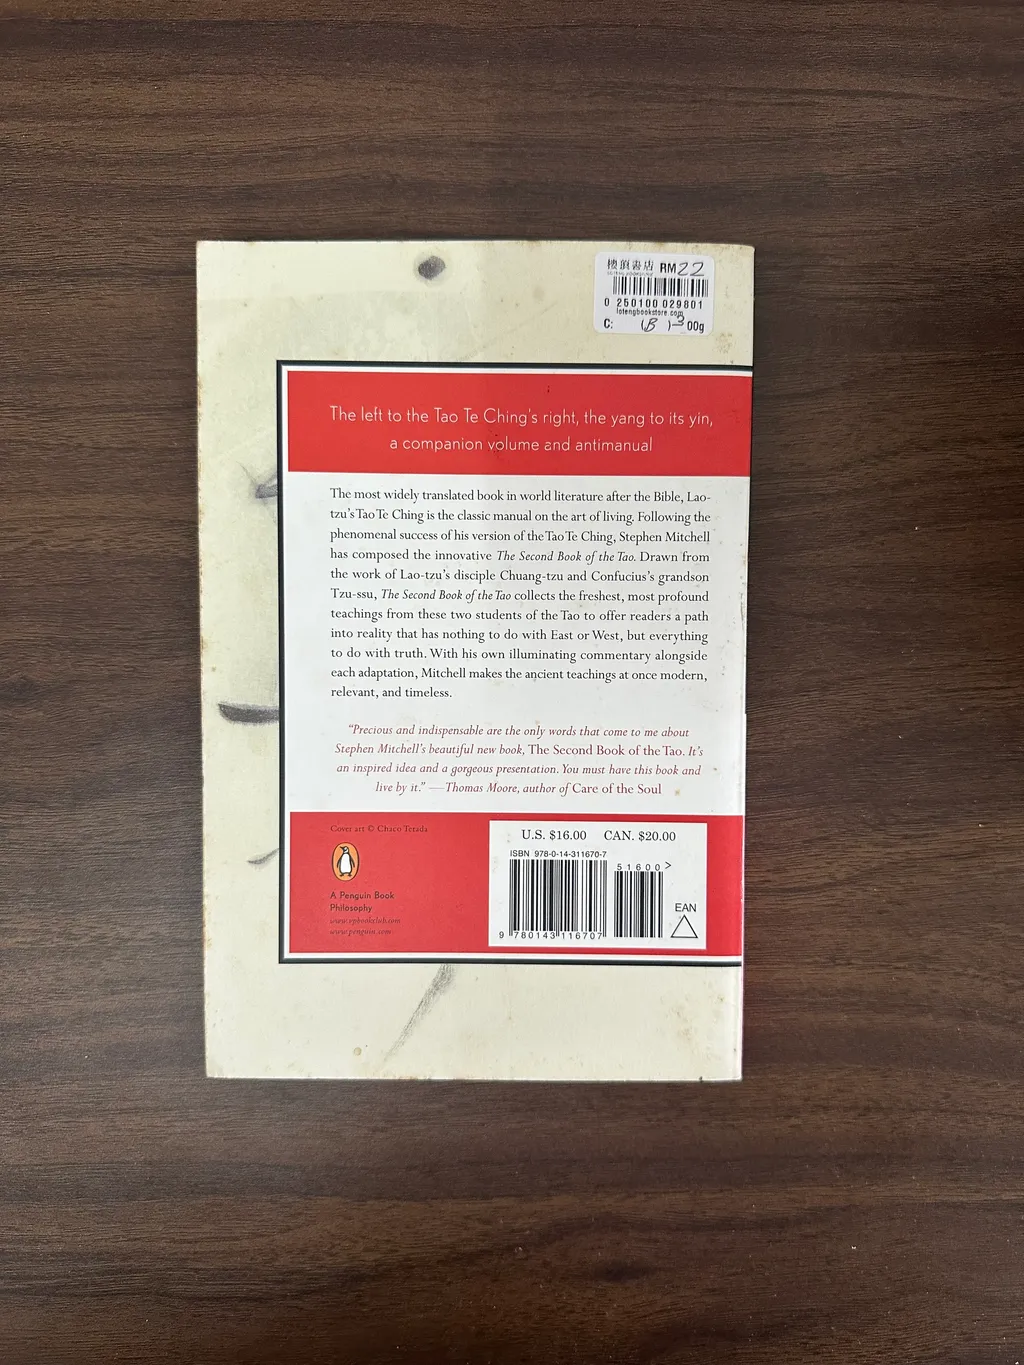 樓頂書店 RM22
0 250100 029801
lotengbookstore.com
C: (B) -3 00g
The left to the Tao Te Ching's right, the yang to its yin,
a companion volume and antimanual
The most widely translated book in world literature after the Bible, Lao-
tzu's Tao Te Ching is the classic manual on the art of living. Following the
phenomenal success of his version of the Tao Te Ching, Stephen Mitchell
has composed the innovative The Second Book of the Tao. Drawn from
the work of Lao-tzu's disciple Chuang-tzu and Confucius's grandson
Tzu-ssu, The Second Book of the Tao collects the freshest, most profound
teachings from these two students of the Tao to offer readers a path
into reality that has nothing to do with East or West, but everything
to do with truth. With his own illuminating commentary alongside
each adaptation, Mitchell makes the ancient teachings at once modern,
relevant, and timeless.
"Precious and indispensable are the only words that come to me about
Stephen Mitchell's beautiful new book, The Second Book of the Tao. It's
an inspired idea and a gorgeous presentation. You must have this book and
live by it." —Thomas Moore, author of Care of the Soul
Cover art © Chaco Terada
A Penguin Book
Philosophy
www.vpbookclub.com
www.penguin.com
U.S. $16.00 CAN. $20.00
ISBN 978-0-14-311670-7
51600>
9 780143 116707
EAN